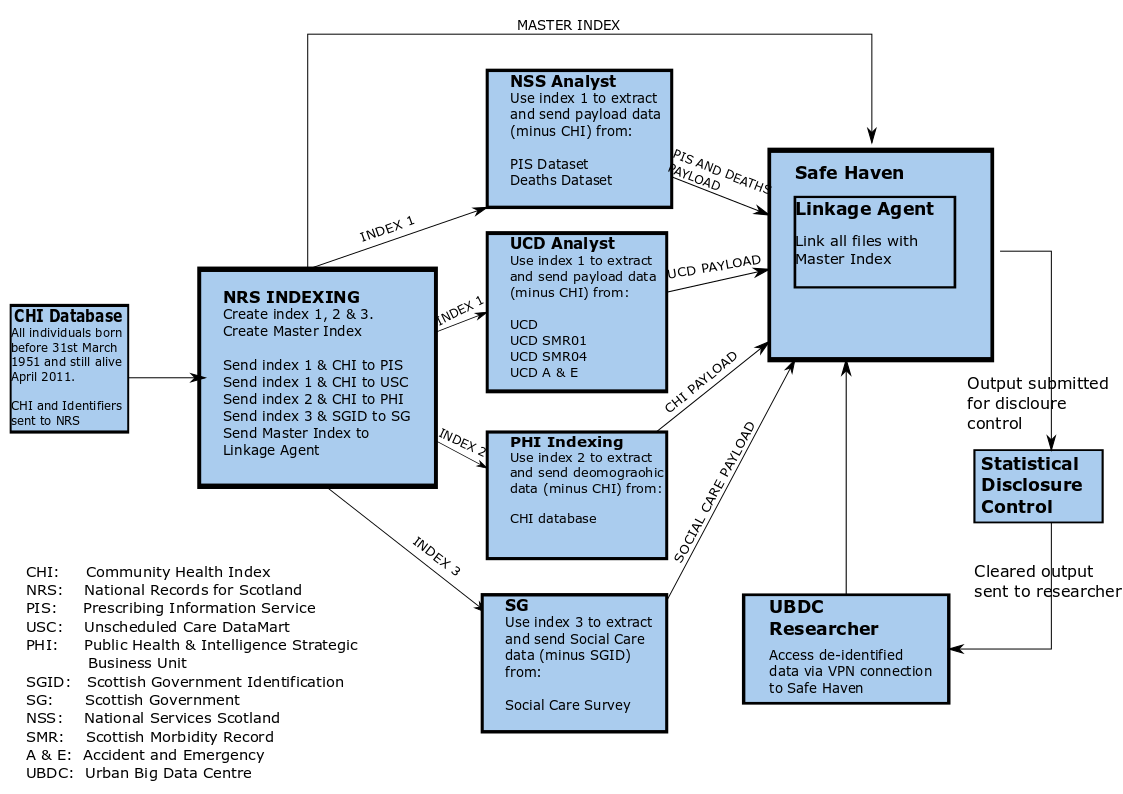 MASTER INDEX
NSS Analyst
Use index 1 to extract
and send payload data
(minus CHI) from:
PIS Dataset
Deaths Dataset
PIS AND DEATHS
PAYLOAD
Safe Haven
Linkage Agent
Link all files with
Master Index
INDEX 1
UCD Analyst
Use index 1 to extract
and send payload data
(minus CHI) from:
UCD
UCD SMR01
UCD SMR04
UCD A & E
UCD PAYLOAD
INDEX 1
NRS INDEXING
Create index 1, 2 & 3.
Create Master Index
Send index 1 & CHI to PIS
Send index 1 & CHI to USC
Send index 2 & CHI to PHI
Send index 3 & SGID to SG
Send Master Index to
Linkage Agent
CHI Database
All individuals born
before 31st March
1951 and still alive
April 2011.
CHI and Identifiers
sent to NRS
CHI PAYLOAD
INDEX 2
PHI Indexing
Use index 2 to extract
and send deomograohic
data (minus CHI) from:
CHI database
SOCIAL CARE PAYLOAD
INDEX 3
SG
Use index 3 to extract
and send Social Care
data (minus SGID)
from:
Social Care Survey
Output submitted
for discloure
control
Statistical
Disclosure
Control
Cleared output
sent to researcher
UBDC
Researcher
Access de-identified
data via VPN connection
to Safe Haven
CHI: Community Health Index
NRS: National Records for Scotland
PIS: Prescribing Information Service
USC: Unscheduled Care DataMart
PHI: Public Health & Intelligence Strategic
Business Unit
SGID: Scottish Government Identification
SG: Scottish Government
NSS: National Services Scotland
SMR: Scottish Morbidity Record
A & E: Accident and Emergency
UBDC: Urban Big Data Centre